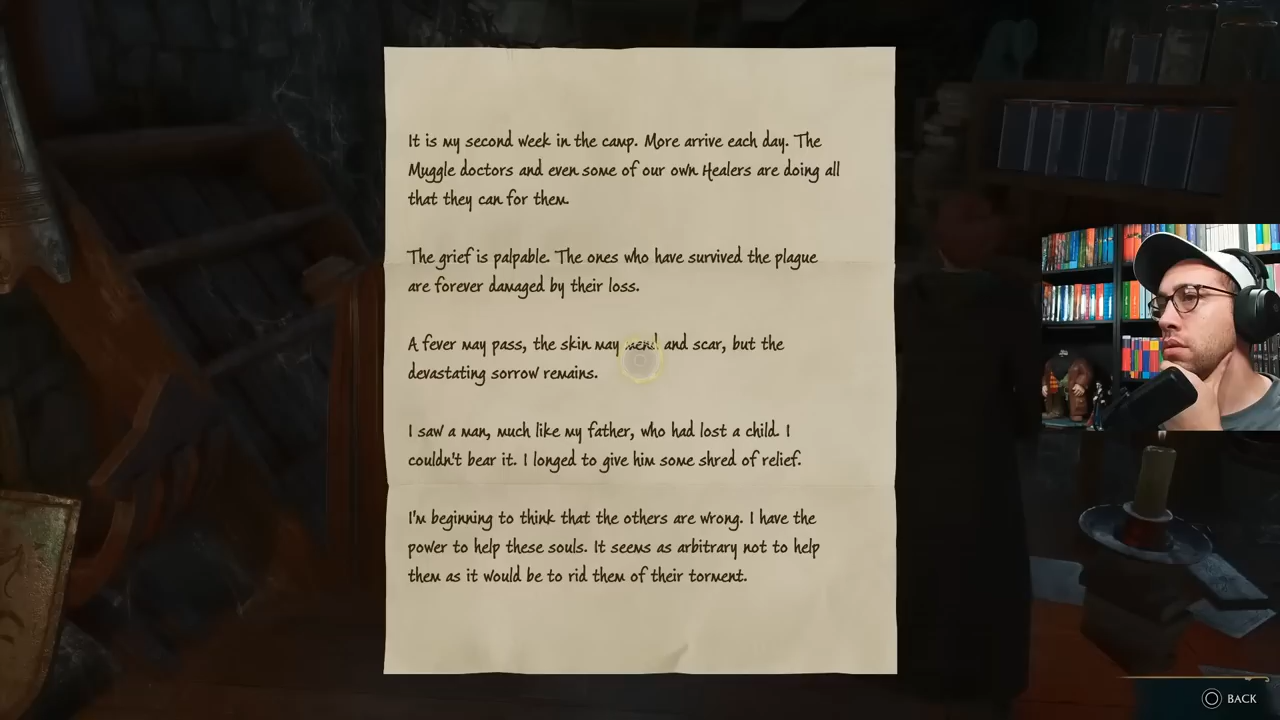 It is my second week in the camp. More arrive each day. The
Muggle doctors and even some of our own Healers are doing all
that they can for them.
The grief is palpable. The ones who have survived the plague
are forever damaged by their loss.
A fever may pass, the skin may mend and scar, but the
devastating sorrow remains.
I saw a man, much like my father, who had lost a child. I
couldn't bear it. I longed to give him some shred of relief.
I'm beginning to think that the others are wrong. I have the
power to help these souls. It seems as arbitrary not to help
them as it would be to rid them of their torment.
BACK